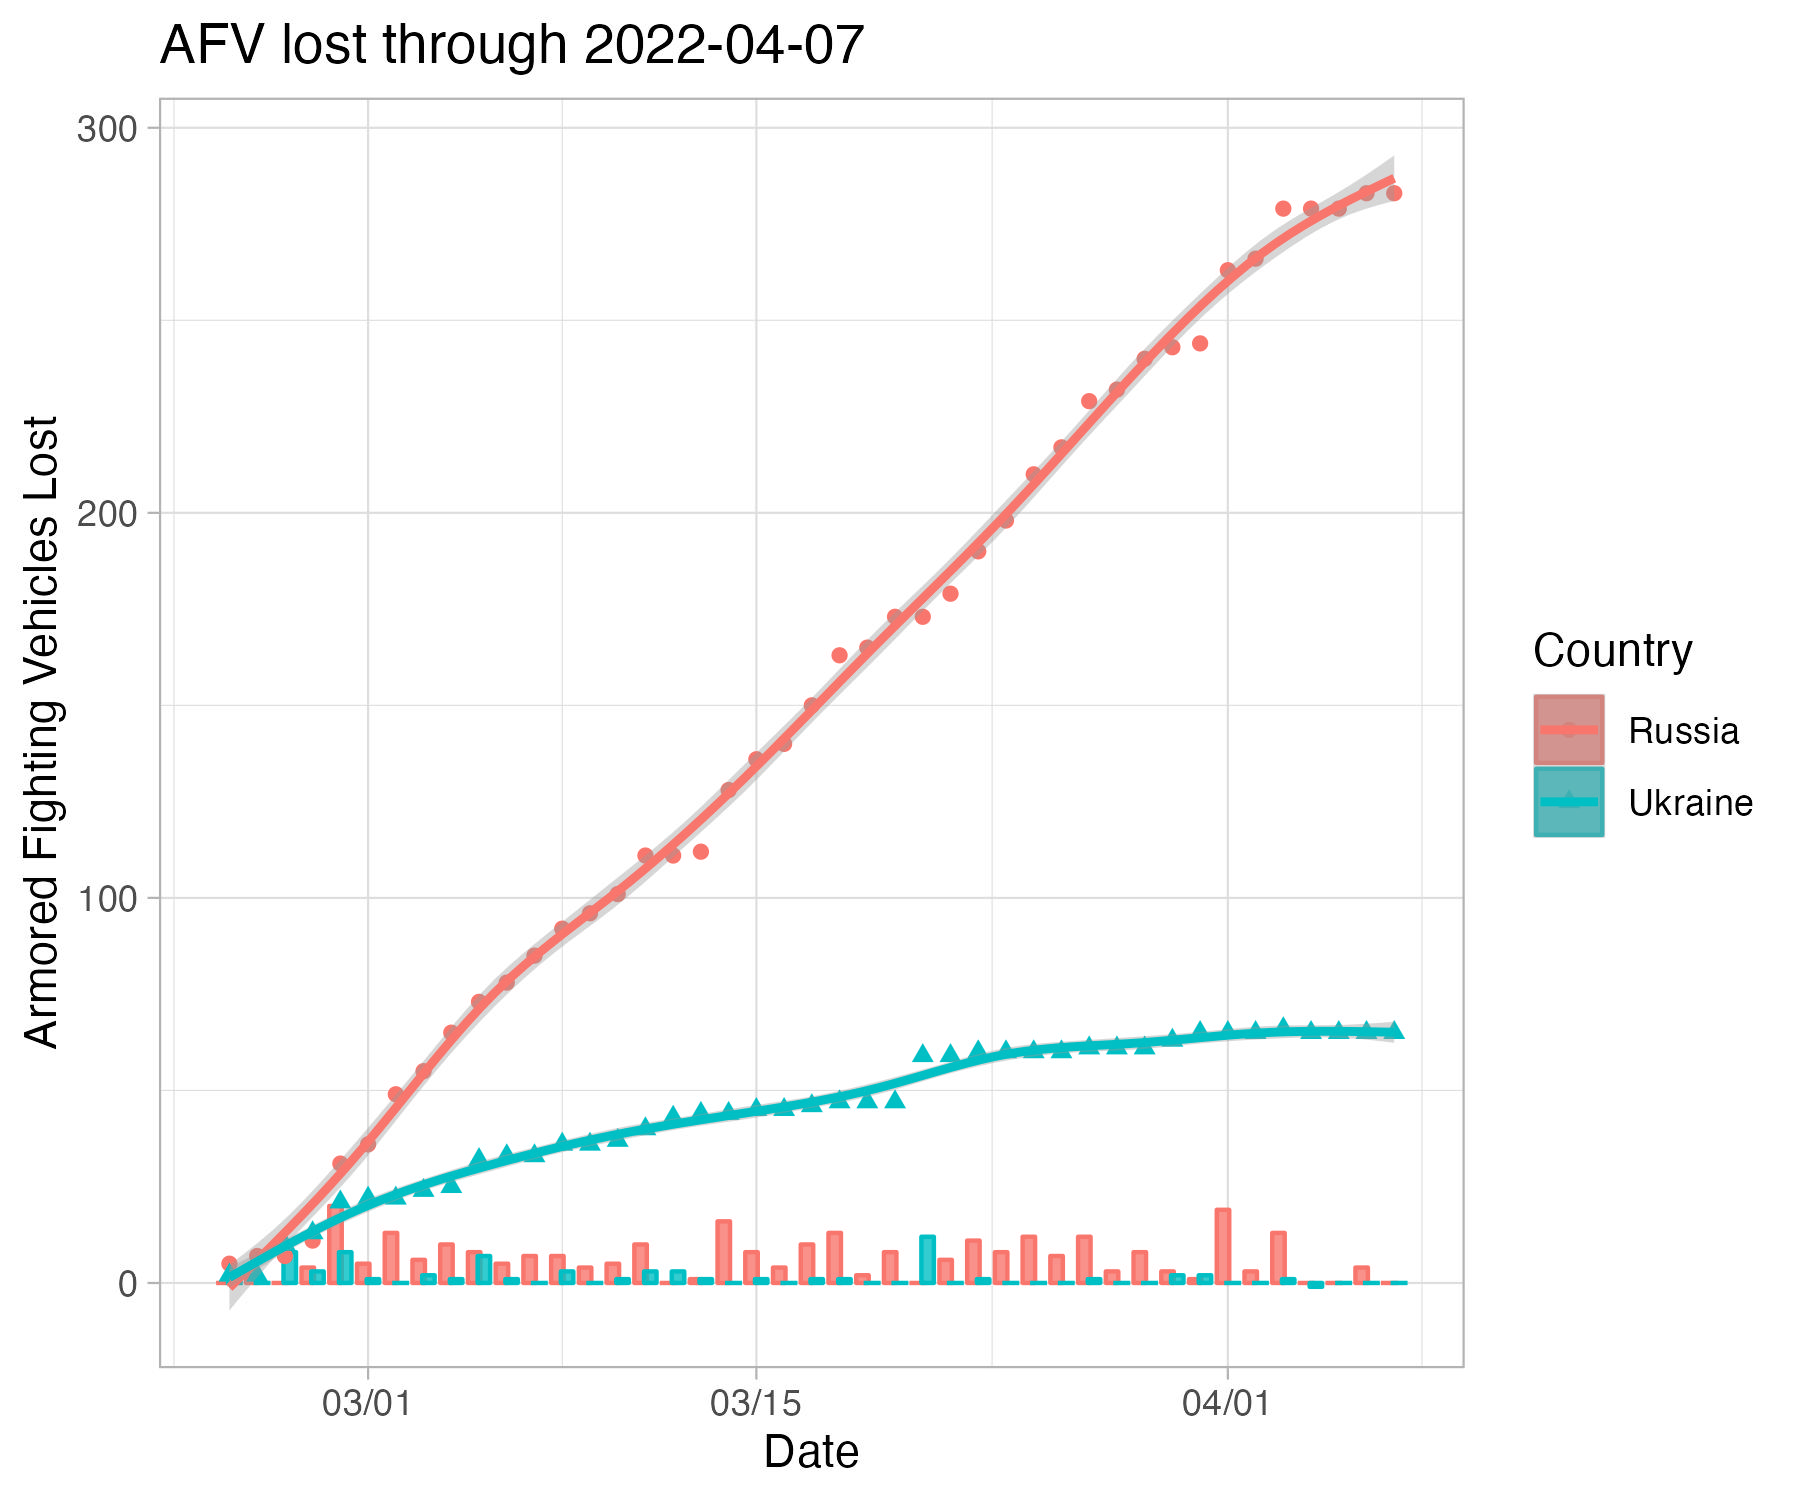 AFV lost through 2022-04-07
Armored Fighting Vehicles Lost
300
200
100
0
03/01
03/15
04/01
Date
Country
Russia
Ukraine